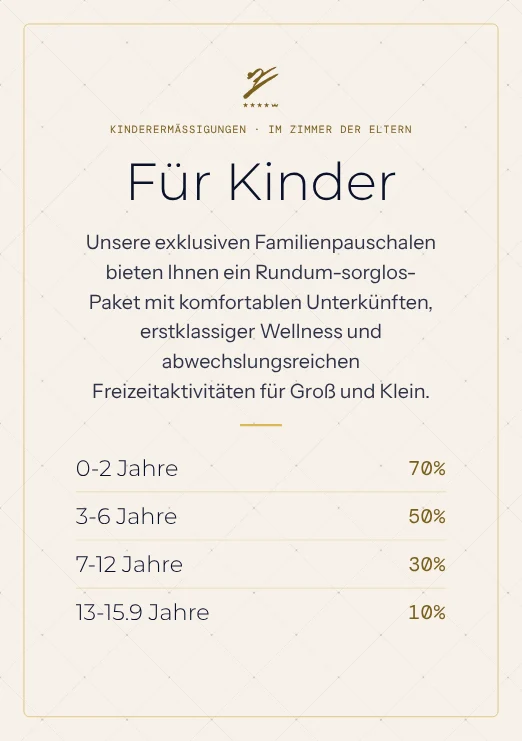 KINDERERMÄSSIGUNGEN · IM ZIMMER DER ELTERN
Für Kinder
Unsere exklusiven Familienpauschalen
bieten Ihnen ein Rundum-sorglos-
Paket mit komfortablen Unterkünften,
erstklassiger Wellness und
abwechslungsreichen
Freizeitaktivitäten für Groß und Klein.
0-2 Jahre 70%
3-6 Jahre 50%
7-12 Jahre 30%
13-15.9 Jahre 10%